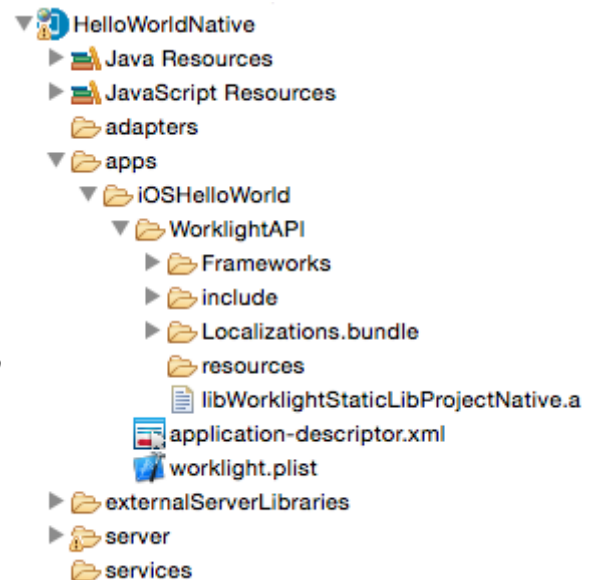 HelloWorldNative
Java Resources
JavaScript Resources
adapters
apps
iOSHelloWorld
WorklightAPI
Frameworks
include
Localizations.bundle
resources
libWorklightStaticLibProjectNative.a
application-descriptor.xml
worklight.plist
externalServerLibraries
server
services